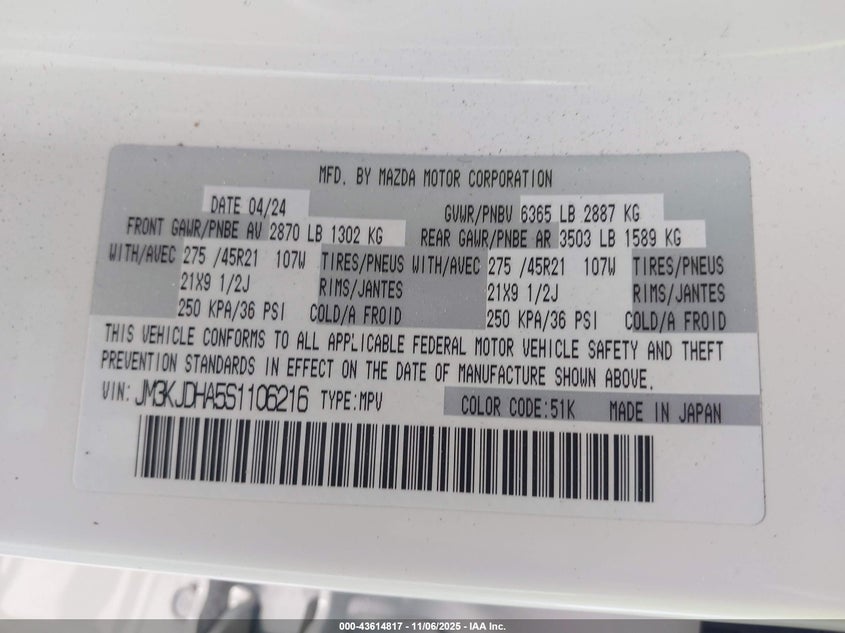 MFD. BY MAZDA MOTOR CORPORATION
DATE 04/24 GVWR/PNBV 6365 LB 2887 KG
FRONT GAWR/PNBE AV 2870 LB 1302 KG REAR GAWR/PNBE AR 3503 LB 1589 KG
WITH/AVEC 275 /45R21 107W TIRES/PNEUS WITH/AVEC 275 /45R21 107W TIRES/PNEUS
21X9 1/2J RIMS/JANTES 21X9 1/2J RIMS/JANTES
250 KPA/36 PSI COLD/A FROID 250 KPA/36 PSI COLD/A FROID
THIS VEHICLE CONFORMS TO ALL APPLICABLE FEDERAL MOTOR VEHICLE SAFETY AND THEFT
PREVENTION STANDARDS IN EFFECT ON THE DATE OF MANUFACTURE SHOWN ABOVE.
VIN: JM3KJDHA5S1106216 TYPE:MPV COLOR CODE:51K MADE IN JAPAN
000-43614817 - 11/06/2025 - IAA Inc.